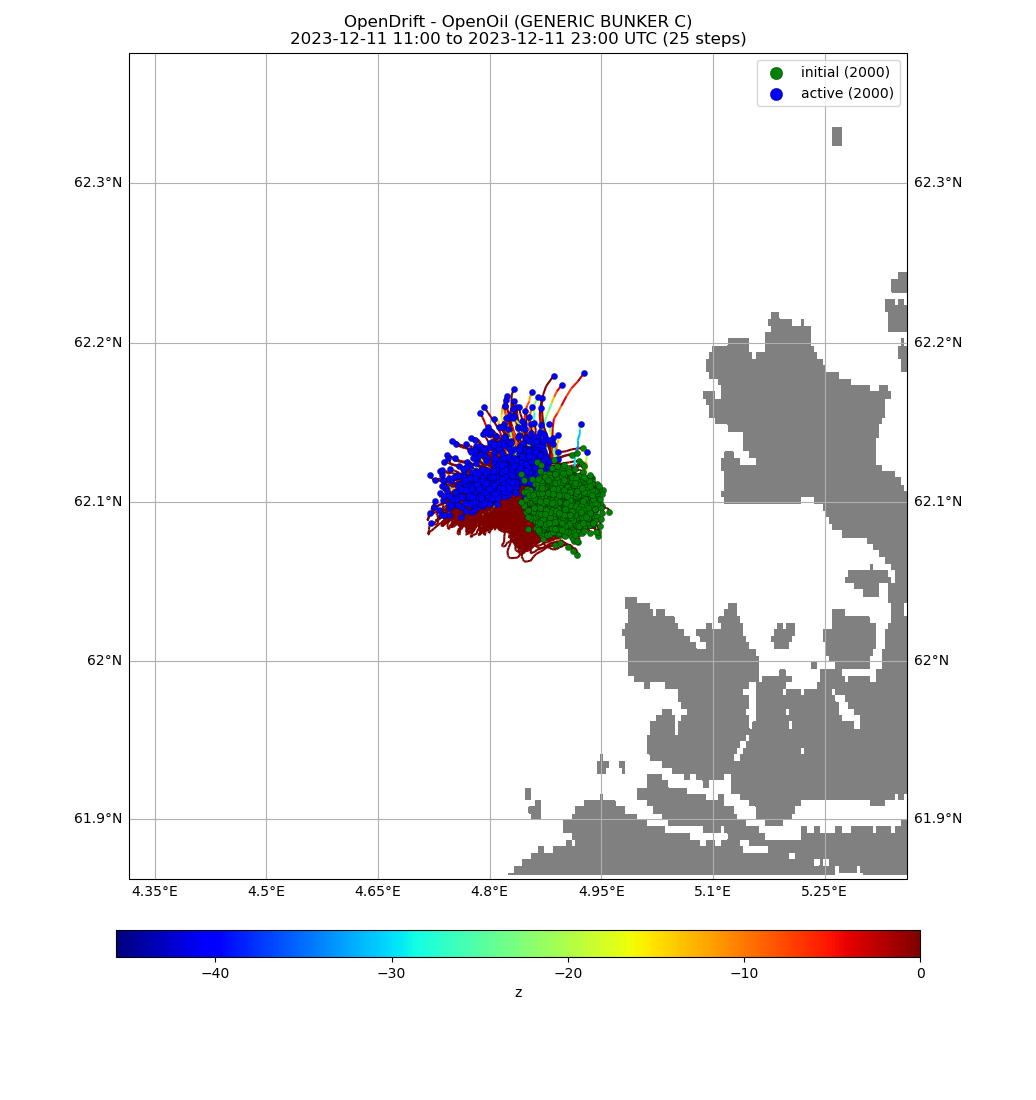 OpenDrift - OpenOil (GENERIC BUNKER C)
2023-12-11 11:00 to 2023-12-11 23:00 UTC (25 steps)
initial (2000)
active (2000)
62.3°N 62.3°N
62.2°N 62.2°N
62.1°N 62.1°N
62°N 62°N
61.9°N 61.9°N
4.35°E 4.5°E 4.65°E 4.8°E 4.95°E 5.1°E 5.25°E
−40 −30 −20 −10 0
z